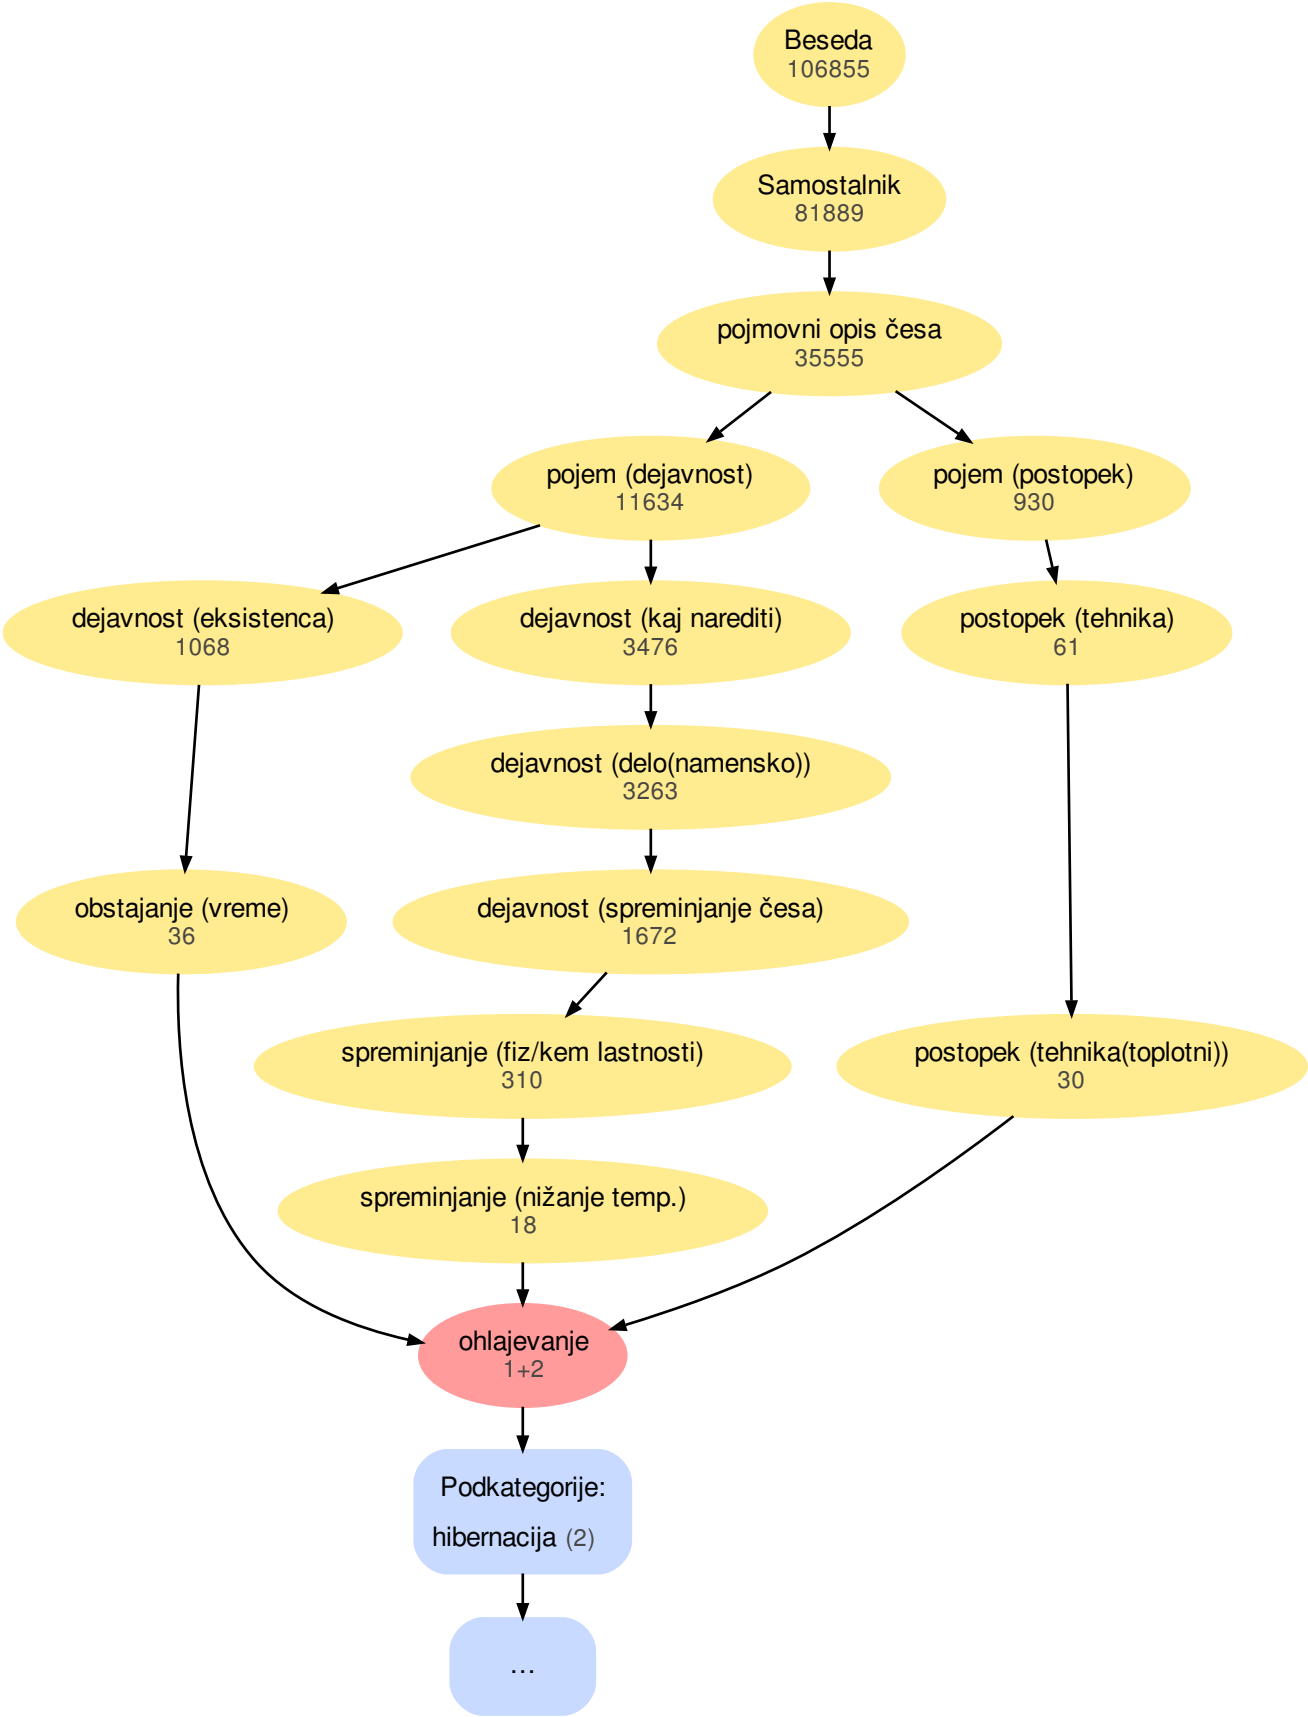 Beseda
106855
Samostalnik
81889
pojmovni opis česa
35555
pojem (dejavnost)
11634
pojem (postopek)
930
dejavnost (eksistenca)
1068
dejavnost (kaj narediti)
3476
postopek (tehnika)
61
dejavnost (delo(namensko))
3263
obstajanje (vreme)
36
dejavnost (spreminjanje česa)
1672
spreminjanje (fiz/kem lastnosti)
310
postopek (tehnika(toplotni))
30
spreminjanje (nižanje temp.)
18
ohlajevanje
1+2
Podkategorije:
hibernacija (2)
...